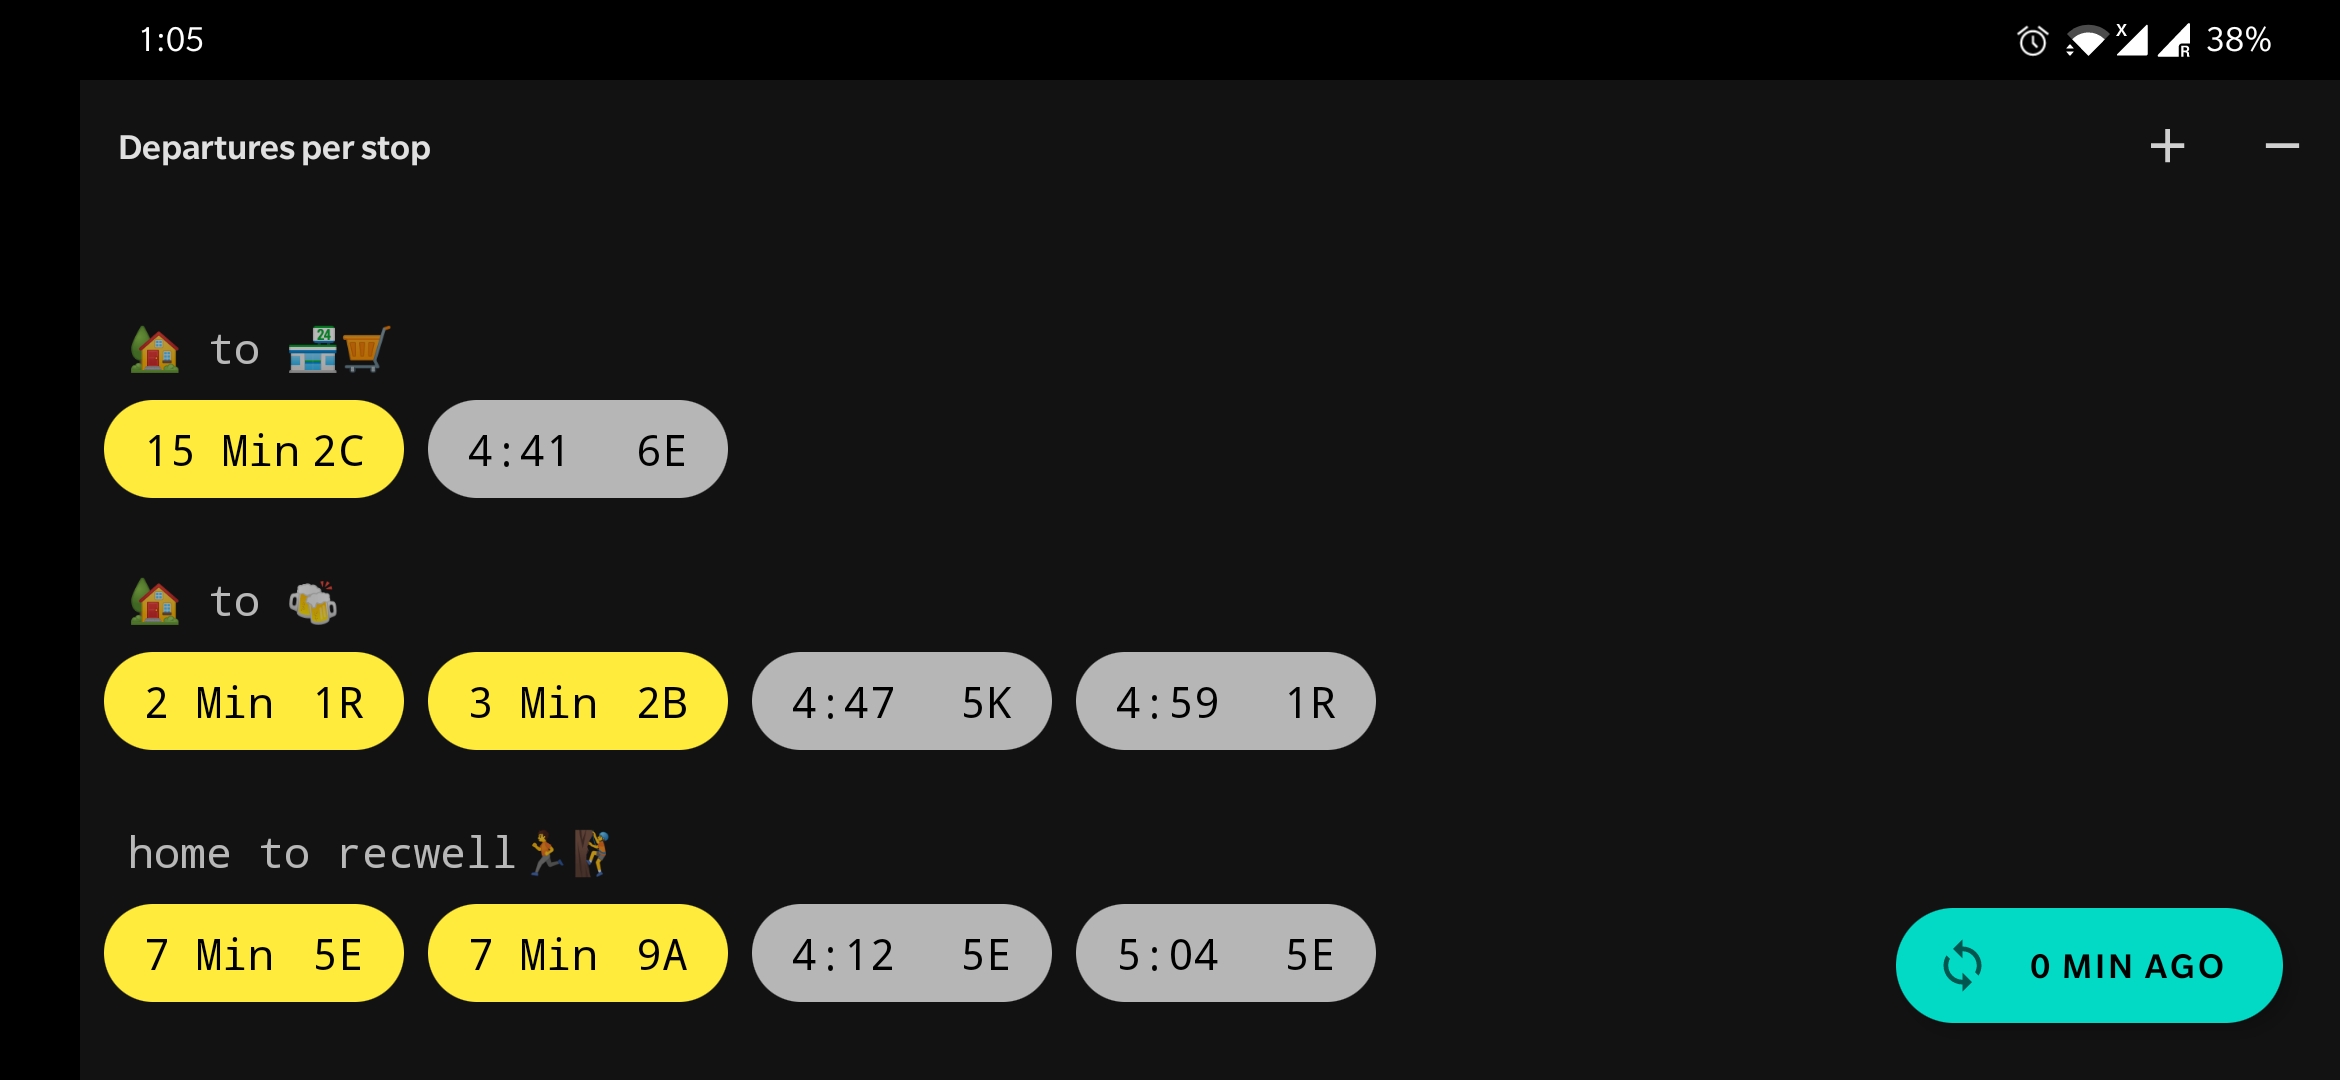 1:05 X R 38%
Departures per stop + −
🏡 to 🏪🛒
15 Min 2C 4:41 6E
🏡 to 🍻
2 Min 1R 3 Min 2B 4:47 5K 4:59 1R
home to recwell🏃🧗
7 Min 5E 7 Min 9A 4:12 5E 5:04 5E
0 MIN AGO